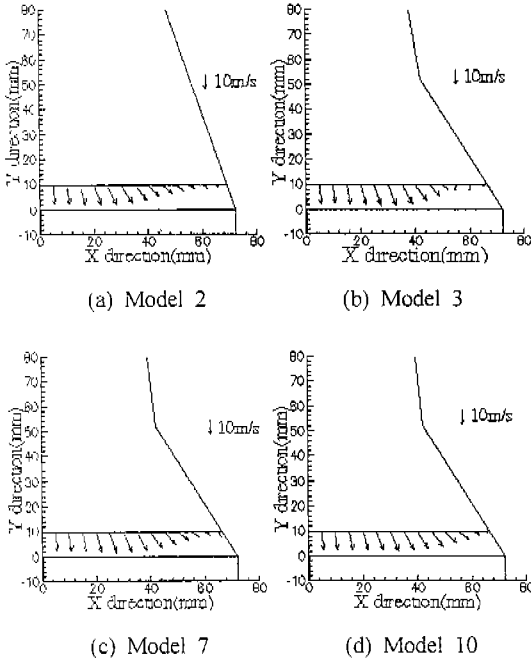 80
70
60
50
40
30
20
10
0
-10
Y direction(mm)
↓ 10m/s
0 20 40 60 80
X direction(mm)
(a) Model 2
80
70
60
50
40
30
20
10
0
-10
Y direction(mm)
↓ 10m/s
0 20 40 60 80
X direction(mm)
(b) Model 3
80
70
60
50
40
30
20
10
0
-10
Y direction(mm)
↓ 10m/s
0 20 40 60 80
X direction(mm)
(c) Model 7
80
70
60
50
40
30
20
10
0
-10
Y direction(mm)
↓ 10m/s
0 20 40 60 80
X direction(mm)
(d) Model 10